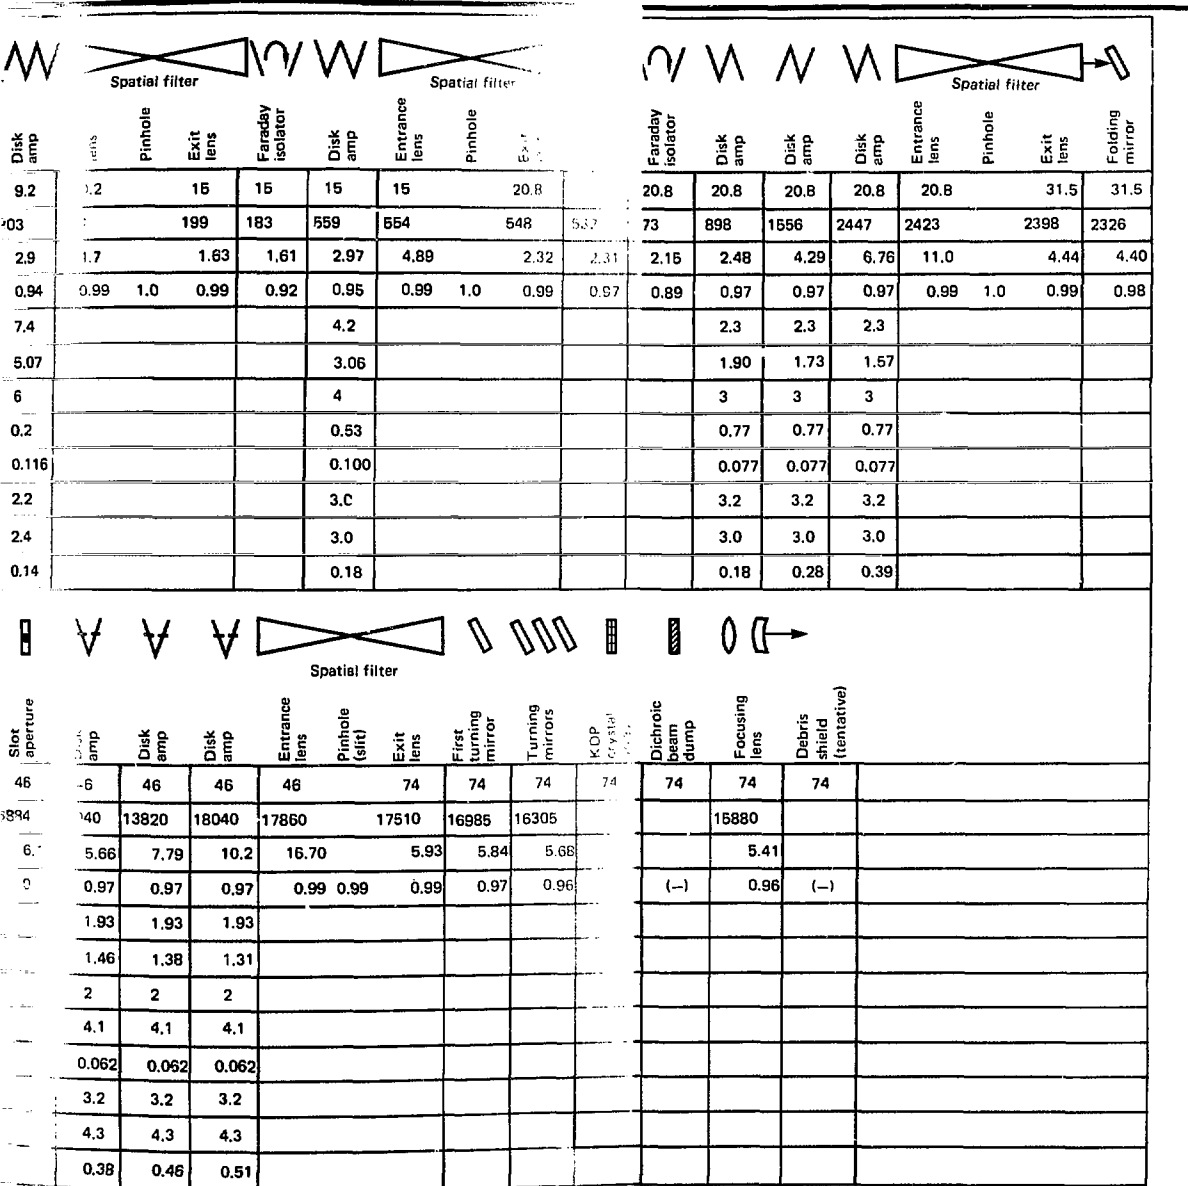 Spatial filter Spatial filter Spatial filter
Disk amp Pinhole Exit lens Faraday isolator Disk amp Entrance lens Pinhole Faraday isolator Disk amp Disk amp Disk amp Entrance lens Pinhole Exit lens Folding mirror
9.2 15 15 15 15 20.8 20.8 20.8 20.8 20.8 20.8 31.5 31.5
199 183 559 554 548 73 898 1556 2447 2423 2398 2326
2.9 1.63 1.61 2.97 4.89 2.32 2.31 2.15 2.48 4.29 6.76 11.0 4.44 4.40
0.94 0.99 1.0 0.99 0.92 0.95 0.99 1.0 0.99 0.97 0.89 0.97 0.97 0.97 0.99 1.0 0.99 0.98
7.4 4.2 2.3 2.3 2.3
5.07 3.06 1.90 1.73 1.57
6 4 3 3 3
0.2 0.53 0.77 0.77 0.77
0.116 0.100 0.077 0.077 0.077
2.2 3.0 3.2 3.2 3.2
2.4 3.0 3.0 3.0 3.0
0.14 0.18 0.18 0.28 0.39
Spatial filter
Slot aperture amp Disk amp Disk amp Entrance lens Pinhole (slit) Exit lens First turning mirror Turning mirrors KDP crystal Dichroic beam dump Focusing lens Debris shield (tentative)
46 46 46 46 74 74 74 74 74 74 74
13820 18040 17860 17510 16985 16305 15880
5.66 7.79 10.2 16.70 5.93 5.84 5.68 5.41
0.97 0.97 0.97 0.99 0.99 0.99 0.97 0.96 (—) 0.96 (—)
1.93 1.93 1.93
1.46 1.38 1.31
2 2 2
4.1 4.1 4.1
0.062 0.062 0.062
3.2 3.2 3.2
4.3 4.3 4.3
0.38 0.46 0.51